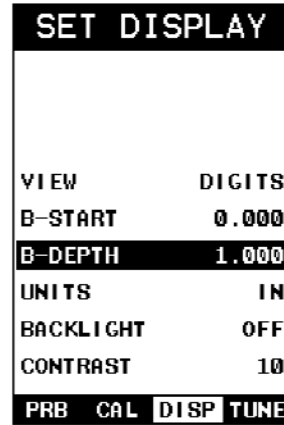 SET DISPLAY
VIEW DIGITS
B-START 0.000
B-DEPTH 1.000
UNITS IN
BACKLIGHT OFF
CONTRAST 10
PRB CAL DISP TUNE